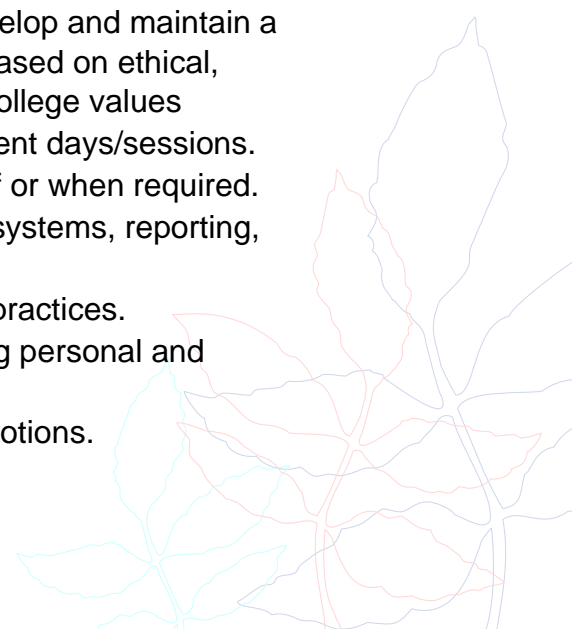 elop and maintain a
ased on ethical,
ollege values
ent days/sessions.
f or when required.
systems, reporting,
practices.
g personal and
otions.